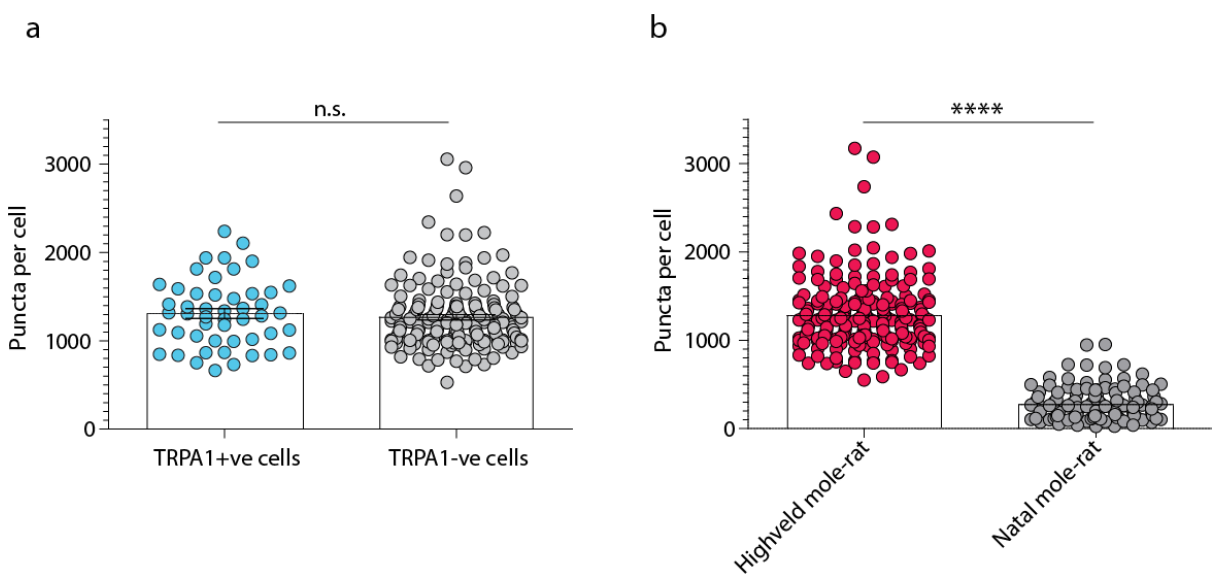 a
n.s.
3000
2000
1000
0
Puncta per cell
TRPA1+ve cells
TRPA1-ve cells
b
****
3000
2000
1000
0
Puncta per cell
Highveld mole-rat
Natal mole-rat